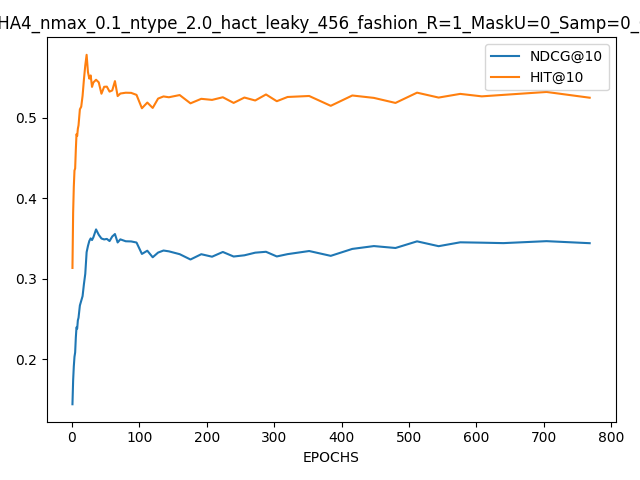 HA4_nmax_0.1_ntype_2.0_hact_leaky_456_fashion_R=1_MaskU=0_Samp=0_
NDCG@10
HIT@10
0.5
0.4
0.3
0.2
0 100 200 300 400 500 600 700 800
EPOCHS